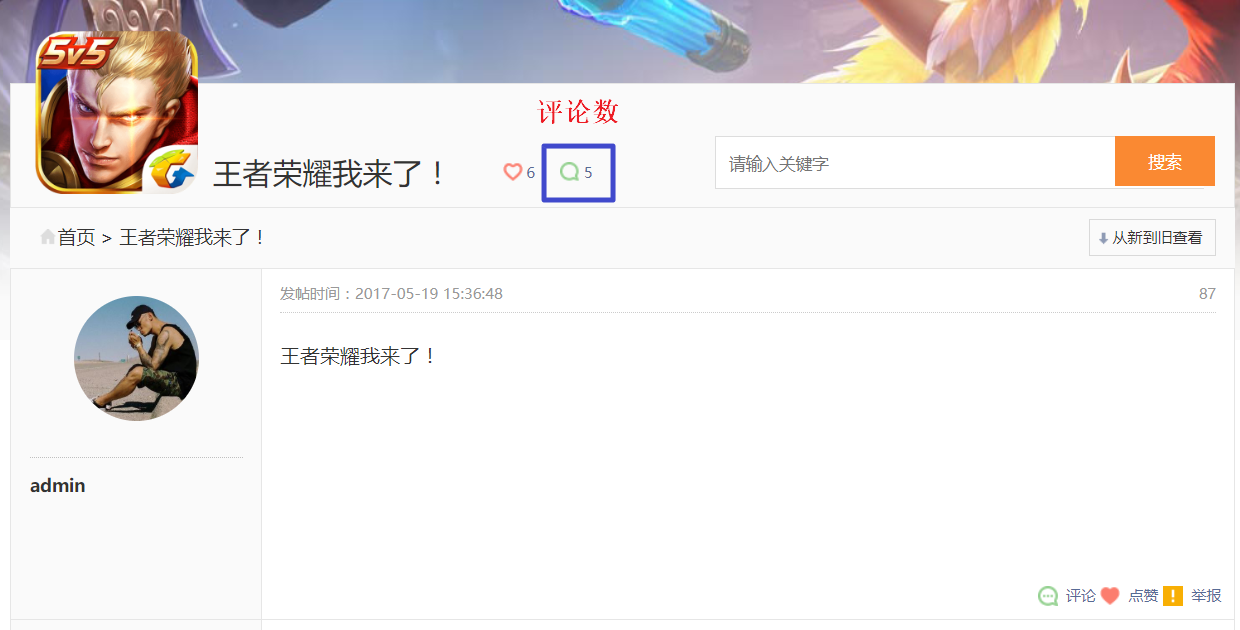 5v5
评论数
王者荣耀我来了！
6
5
请输入关键字
搜索
首页 > 王者荣耀我来了！
从新到旧查看
发帖时间：2017-05-19 15:36:48
87
王者荣耀我来了！
admin
评论 点赞 举报